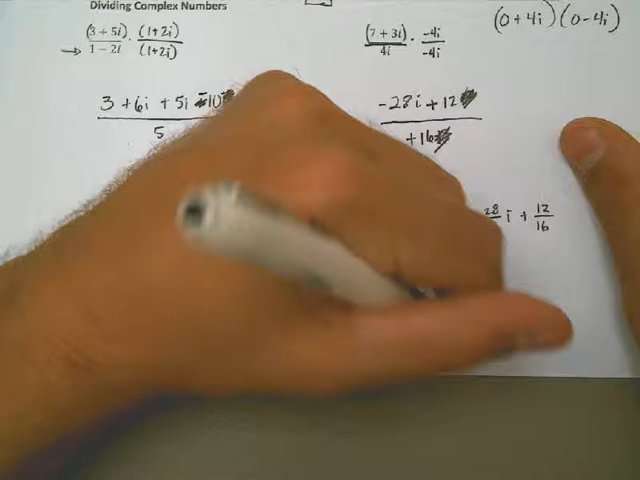 Dividing Complex Numbers
(3 + 5i) / 1 − 2i · (1+2i) / (1+2i)
(7 + 3i) / 4i · -4i / -4i
(0+4i)(0-4i)
3 + 6i + 5i -10 / 5
-28i + 12 / +16
28 i + 12/16